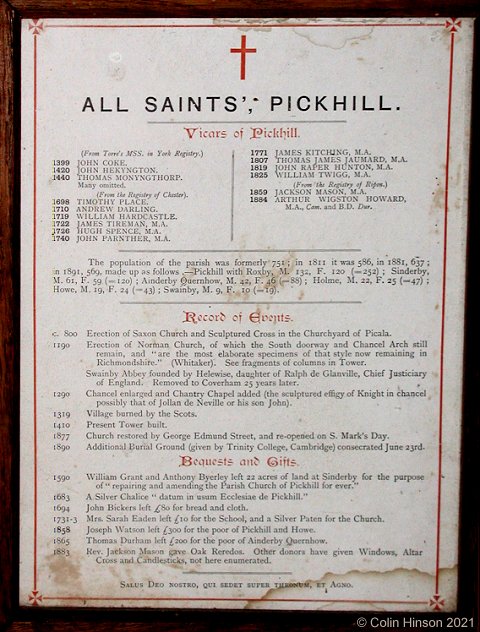 ALL SAINTS', PICKHILL.
Vicars of Pickhill.
(From Torre's MSS. in York Registry.)
1399 JOHN COKE.
1420 JOHN HEKYNGTON.
1440 THOMAS MONYNGTHORP.
Many omitted.
(From the Registry of Chester).
1698 TIMOTHY PLACE.
1710 ANDREW DARLING.
1719 WILLIAM HARDCASTLE.
1722 JAMES TIREMAN, M.A.
1726 HUGH SPENCE, M.A.
1740 JOHN PARNTHER, M.A.
1771 JAMES KITCHING, M.A.
1807 THOMAS JAMES JAUMARD, M.A.
1819 JOHN RAPER HUNTON, M.A.
1825 WILLIAM TWIGG, M.A.
(From the Registry of Ripon.)
1859 JACKSON MASON, M.A.
1884 ARTHUR WIGSTON HOWARD,
M.A., Cam. and B.D. Dur.
The population of the parish was formerly 751; in 1811 it was 586, in 1881, 637;
in 1891, 569, made up as follows :—Pickhill with Roxby, M. 132, F. 120 (=252); Sinderby,
M. 61, F. 59 (=120); Ainderby Quernhow, M. 42, F. 46 (=88); Holme, M. 22, F. 25 (=47);
Howe, M. 19, F. 24 (=43); Swainby, M. 9, F. 10 (=19).
Record of Events.
c. 800 Erection of Saxon Church and Sculptured Cross in the Churchyard of Picala.
1190 Erection of Norman Church, of which the South doorway and Chancel Arch still
remain, and "are the most elaborate specimens of that style now remaining in
Richmondshire." (Whitaker). See fragments of columns in Tower.
Swainby Abbey founded by Helewise, daughter of Ralph de Glanville, Chief Justiciary
of England. Removed to Coverham 25 years later.
1290 Chancel enlarged and Chantry Chapel added (the sculptured effigy of Knight in chancel
possibly that of Jollan de Neville or his son John).
1319 Village burned by the Scots.
1410 Present Tower built.
1877 Church restored by George Edmund Street, and re-opened on S. Mark's Day.
1890 Additional Burial Ground (given by Trinity College, Cambridge) consecrated June 23rd.
Bequests and Gifts.
1590 William Grant and Anthony Byerley left 22 acres of land at Sinderby for the purpose
of "repairing and amending the Parish Church of Pickhill for ever."
1683 A Silver Chalice "datum in usum Ecclesiae de Pickhill."
1694 John Bickers left £80 for bread and cloth.
1731-3 Mrs. Sarah Eaden left £10 for the School, and a Silver Paten for the Church.
1858 Joseph Watson left £300 for the poor of Pickhill and Howe.
1865 Thomas Durham left £200 for the poor of Ainderby Quernhow.
1883 Rev. Jackson Mason gave Oak Reredos. Other donors have given Windows, Altar
Cross and Candlesticks, not here enumerated.
SALUS DEO NOSTRO, QUI SEDET SUPER THRONUM, ET AGNO.
© Colin Hinson 2021